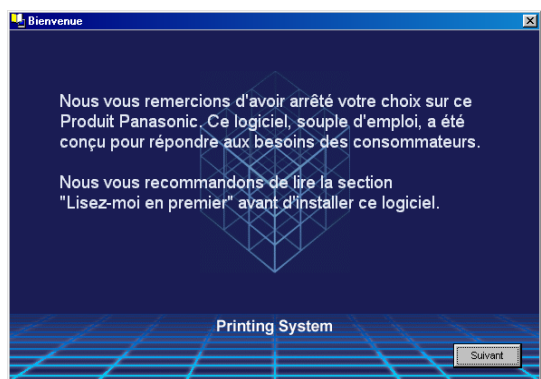 Bienvenue
Nous vous remercions d'avoir arrêté votre choix sur ce
Produit Panasonic. Ce logiciel, souple d'emploi, a été
conçu pour répondre aux besoins des consommateurs.
Nous vous recommandons de lire la section
"Lisez-moi en premier" avant d'installer ce logiciel.
Printing System
Suivant